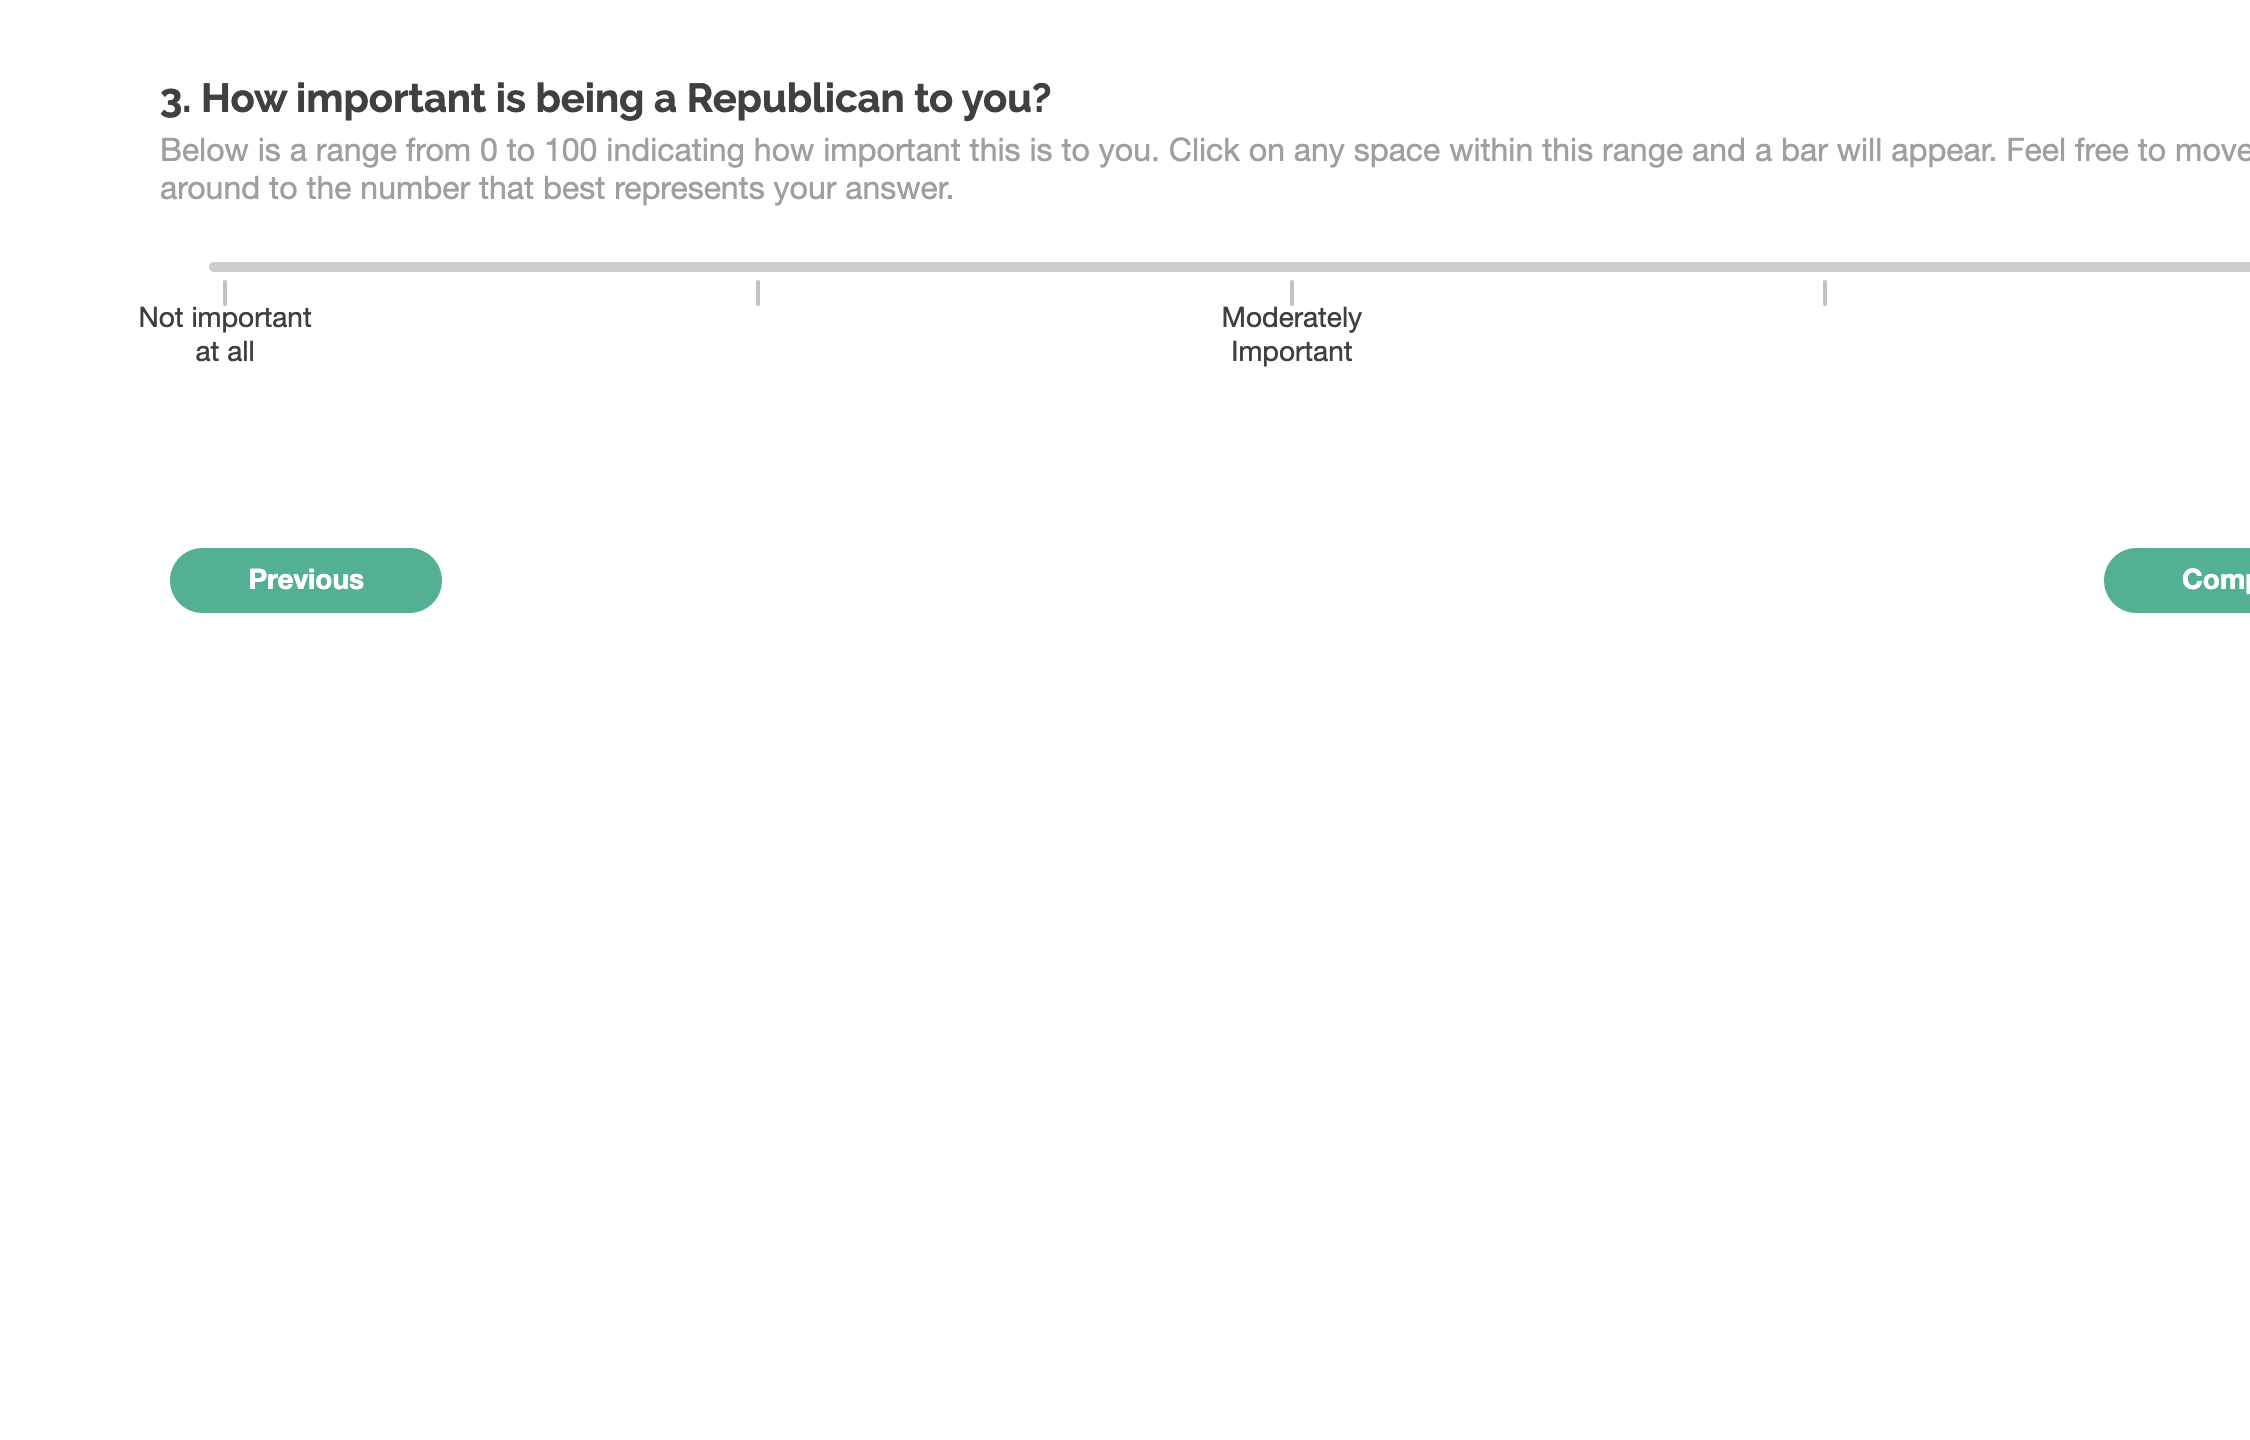 3. How important is being a Republican to you?
Below is a range from 0 to 100 indicating how important this is to you. Click on any space within this range and a bar will appear. Feel free to move
around to the number that best represents your answer.
Not important
at all
Moderately
Important
Previous
Comp